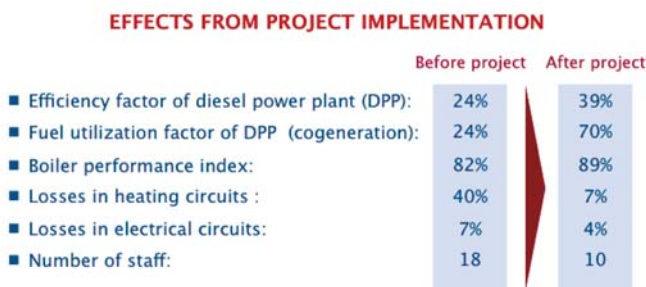 EFFECTS FROM PROJECT IMPLEMENTATION
Before project After project
▪ Efficiency factor of diesel power plant (DPP): 24% 39%
▪ Fuel utilization factor of DPP (cogeneration): 24% 70%
▪ Boiler performance index: 82% 89%
▪ Losses in heating circuits : 40% 7%
▪ Losses in electrical circuits: 7% 4%
▪ Number of staff: 18 10